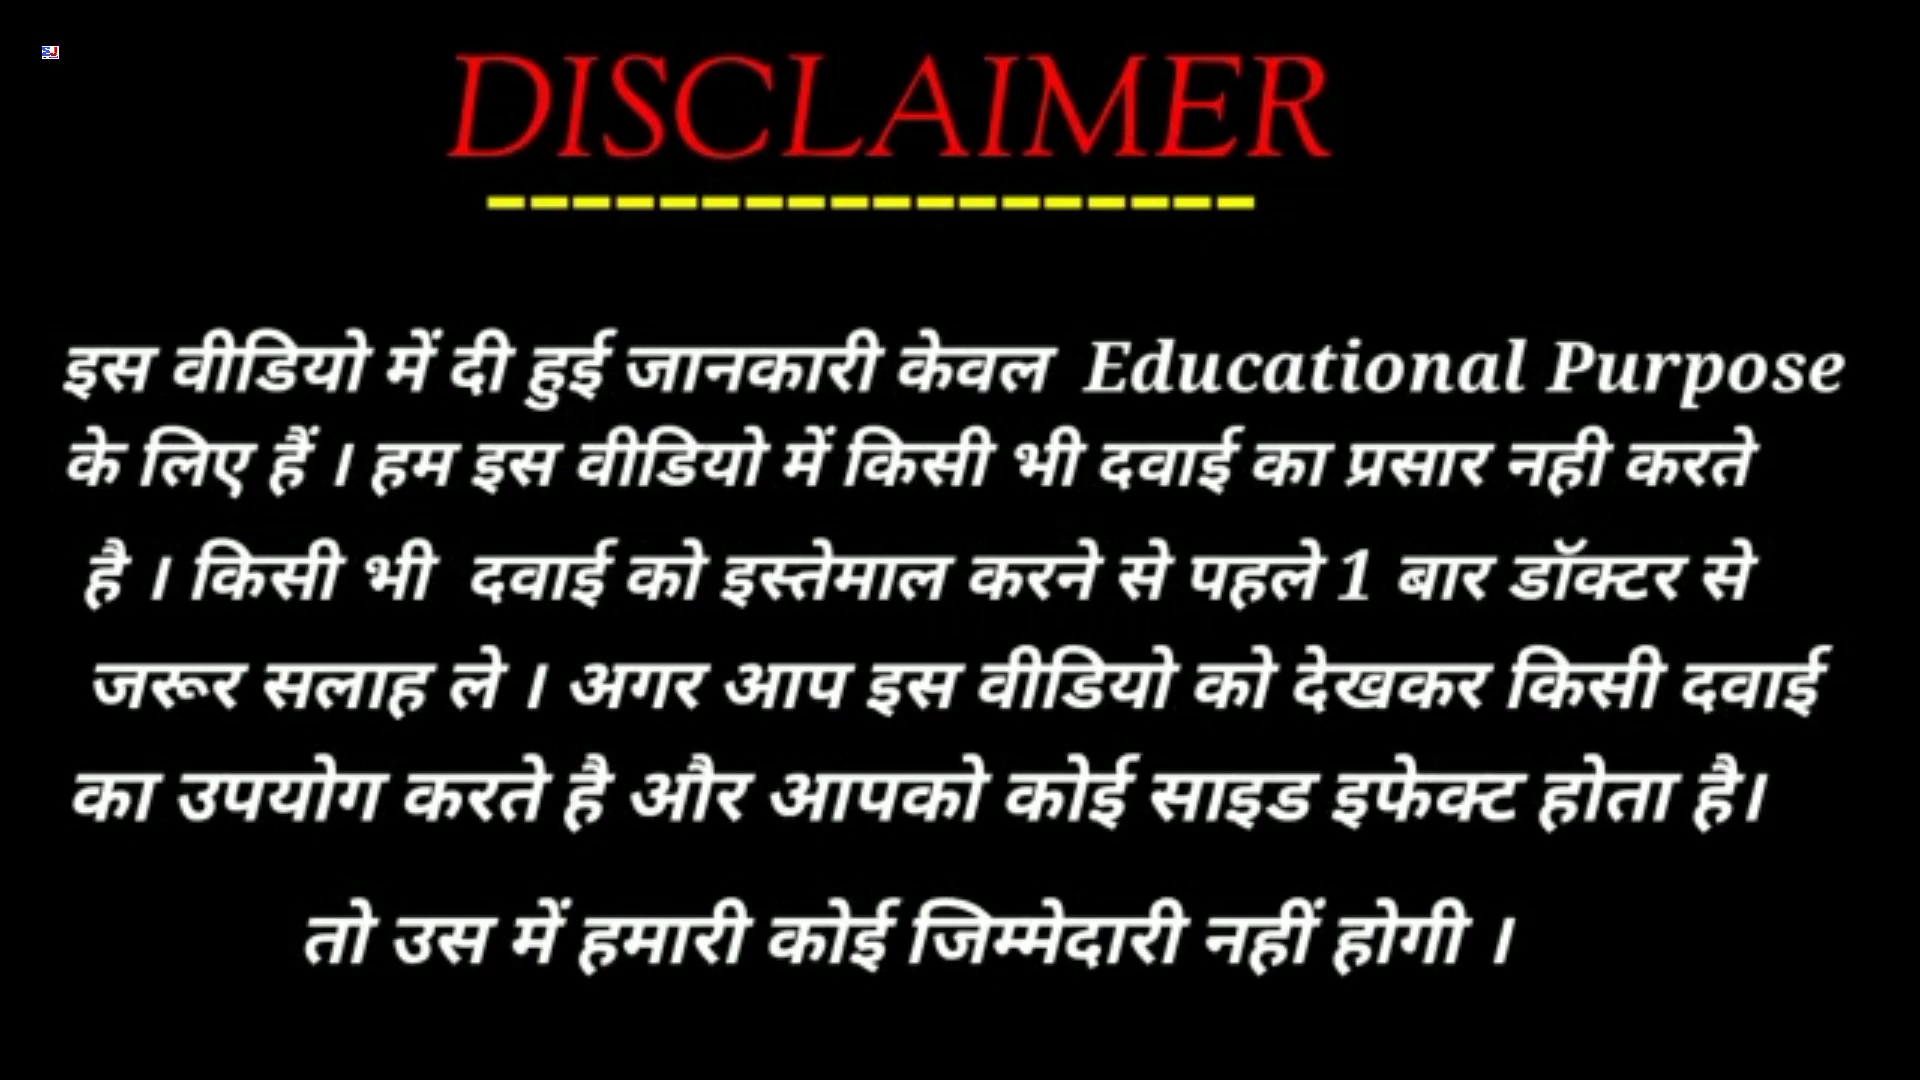 DISCLAIMER
------------------
इस वीडियो में दी हुई जानकारी केवल Educational Purpose
के लिए हैं । हम इस वीडियो में किसी भी दवाई का प्रसार नही करते
है । किसी भी दवाई को इस्तेमाल करने से पहले 1 बार डॉक्टर से
जरूर सलाह ले । अगर आप इस वीडियो को देखकर किसी दवाई
का उपयोग करते है और आपको कोई साइड इफेक्ट होता है।
तो उस में हमारी कोई जिम्मेदारी नहीं होगी ।